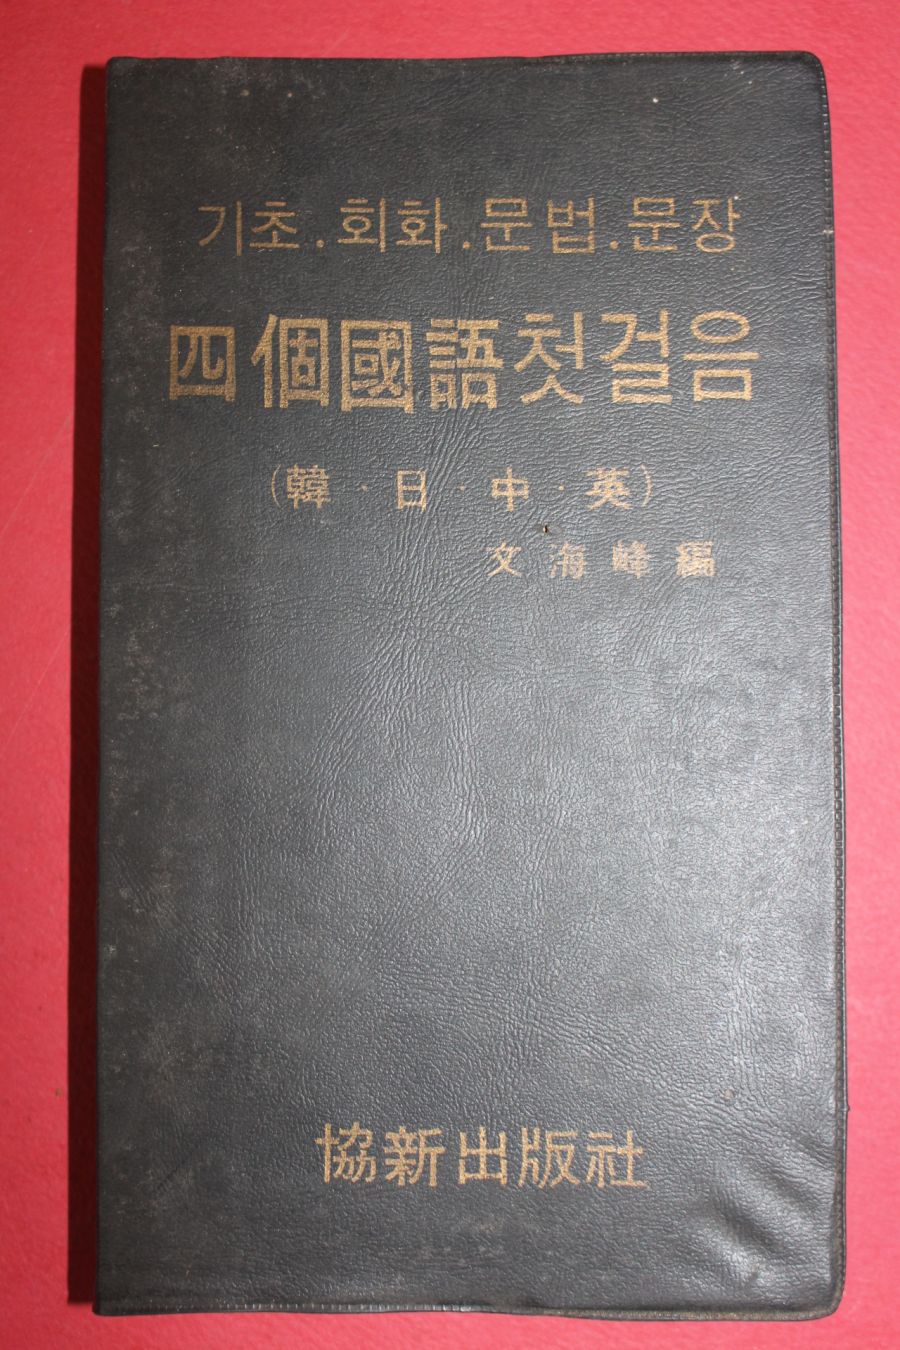 기초.회화.문법.문장
四個國語첫걸음
(韓·日·中·英)
文海峰編
協新出版社